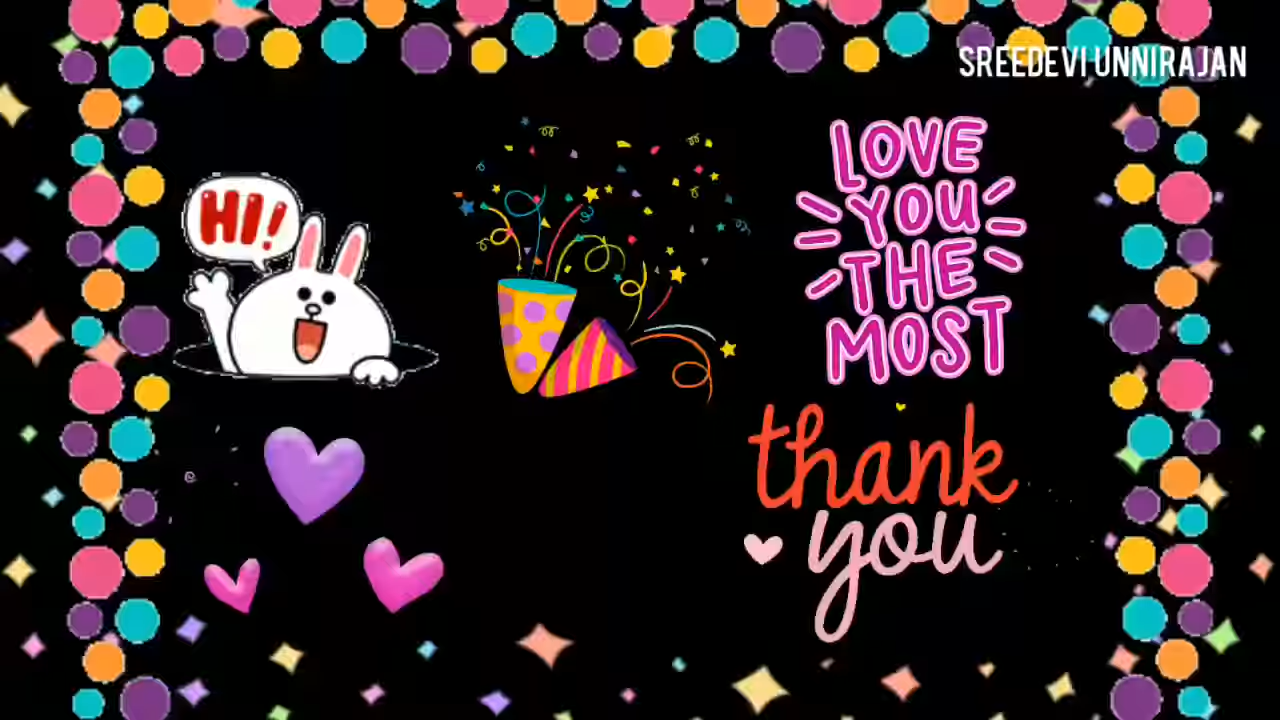 SREEDEVI UNNIRAJAN
HI!
LOVE
YOU
THE
MOST
thank
you